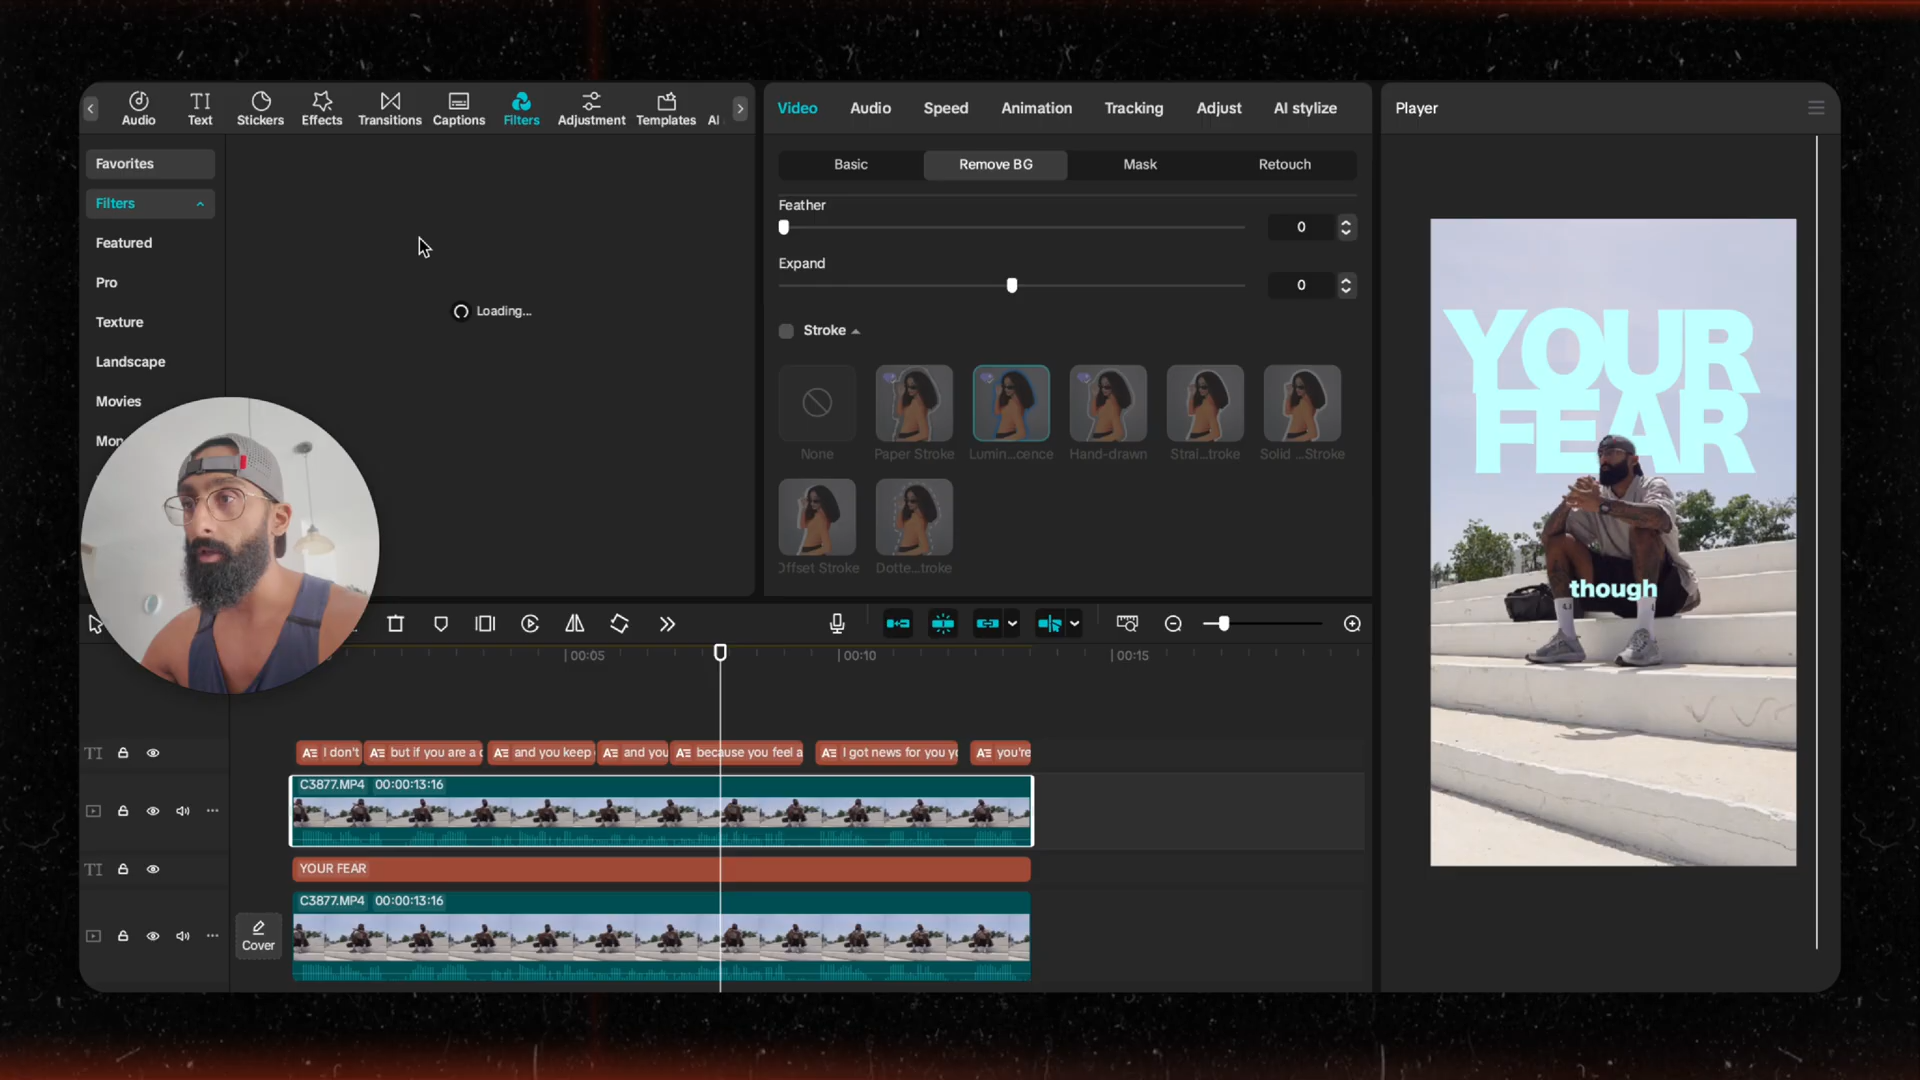 Audio
Text
Stickers
Effects
Transitions
Captions
Filters
Adjustment
Templates
AI
Video
Audio
Speed
Animation
Tracking
Adjust
AI stylize
Player
Favorites
Filters
Featured
Pro
Texture
Landscape
Movies
Mon
Loading...
Basic
Remove BG
Mask
Retouch
Feather
0
Expand
0
Stroke
None
Paper Stroke
Lumin...cence
Hand-drawn
Strai...troke
Solid ...Stroke
Offset Stroke
Dotte...troke
YOUR
FEAR
though
00:05
00:10
00:15
I don't
but if you are a c
and you keep
and you
because you feel a
I got news for you yo
you're
C3877.MP4 00:00:13:16
YOUR FEAR
Cover
C3877.MP4 00:00:13:16